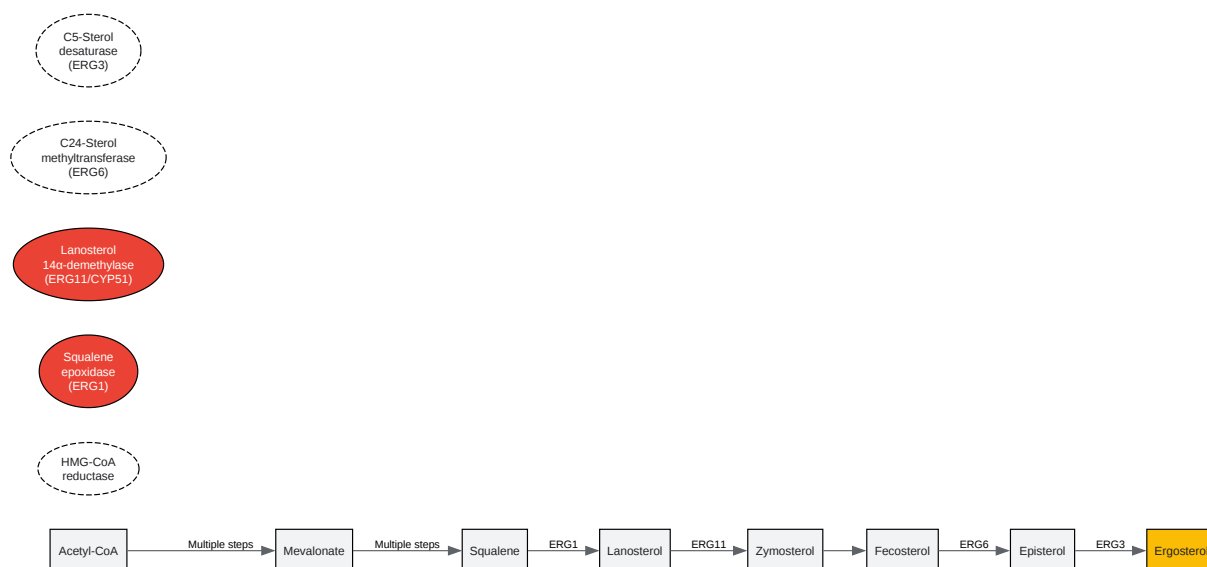 C5-Sterol
desaturase
(ERG3)
C24-Sterol
methyltransferase
(ERG6)
Lanosterol
14α-demethylase
(ERG11/CYP51)
Squalene
epoxidase
(ERG1)
HMG-CoA
reductase
Acetyl-CoA
Multiple steps
Mevalonate
Multiple steps
Squalene
ERG1
Lanosterol
ERG11
Zymosterol
Fecosterol
ERG6
Episterol
ERG3
Ergosterol